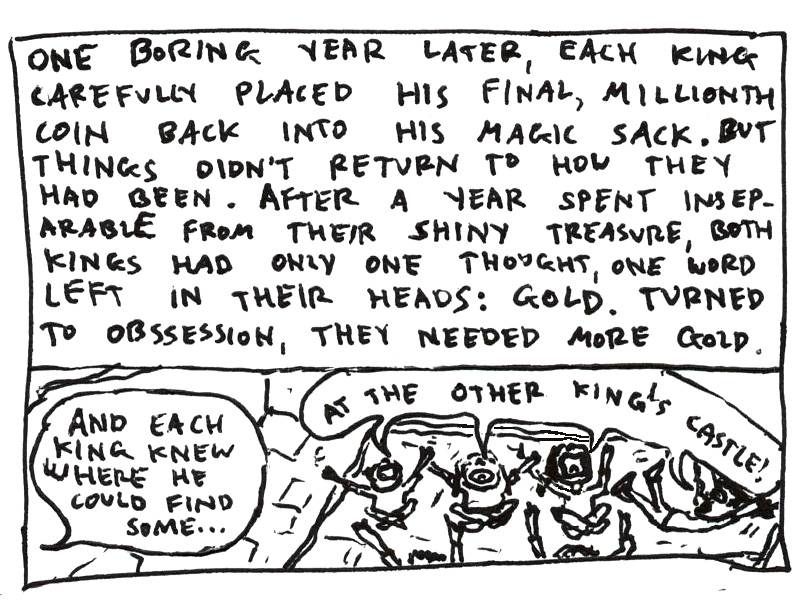 ONE BORING YEAR LATER, EACH KING
CAREFULLY PLACED HIS FINAL, MILLIONTH
COIN BACK INTO HIS MAGIC SACK. BUT
THINGS DIDN'T RETURN TO HOW THEY
HAD BEEN. AFTER A YEAR SPENT INSEP-
ARABLE FROM THEIR SHINY TREASURE, BOTH
KINGS HAD ONLY ONE THOUGHT, ONE WORD
LEFT IN THEIR HEADS: GOLD. TURNED
TO OBSSESSION, THEY NEEDED MORE GOLD.
AND EACH
KING KNEW
WHERE HE
COULD FIND
SOME...
AT THE OTHER KING'S CASTLE!